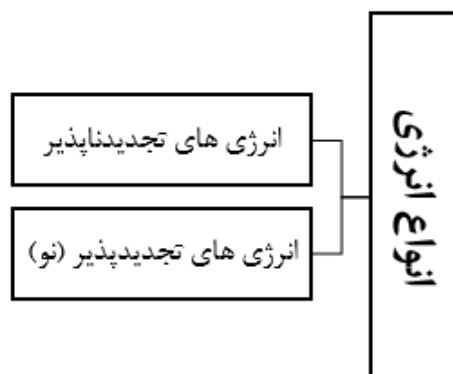 انواع انرژی
انرژی های تجدیدناپذیر
انرژی های تجدیدپذیر (نو)